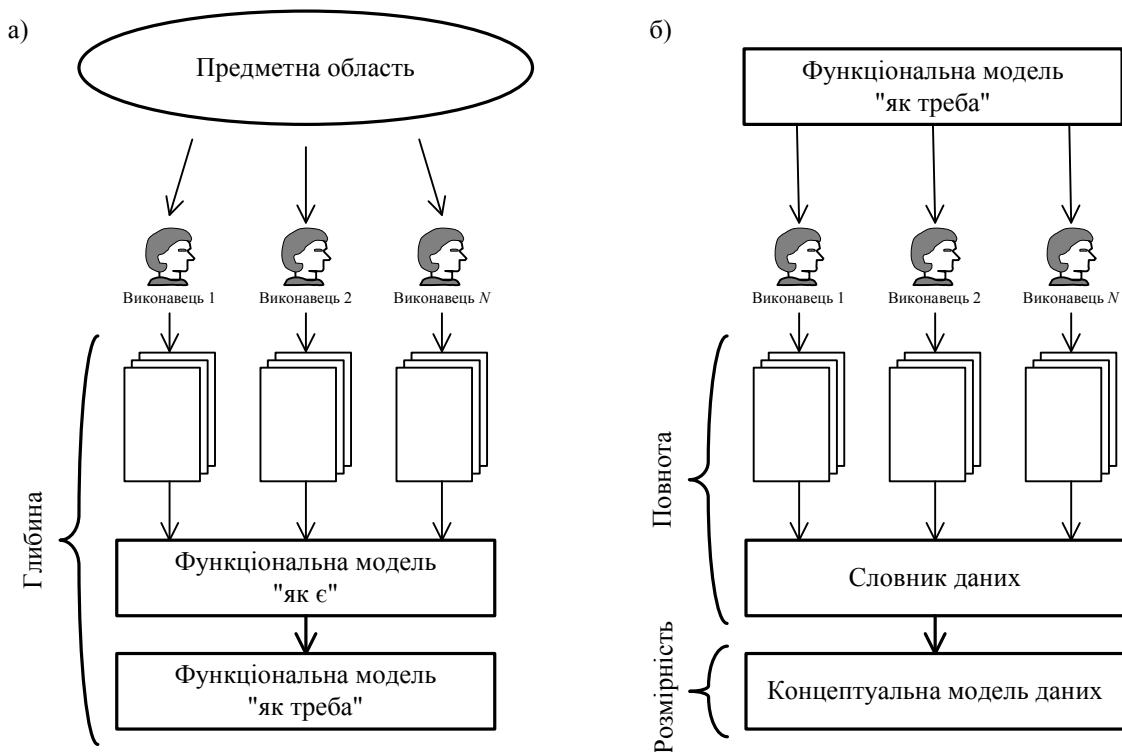 а)
Предметна область
Виконавець 1
Виконавець 2
Виконавець N
Глибина
Функціональна модель
"як є"
Функціональна модель
"як треба"
б)
Функціональна модель
"як треба"
Виконавець 1
Виконавець 2
Виконавець N
Повнота
Словник даних
Розмірність
Концептуальна модель даних